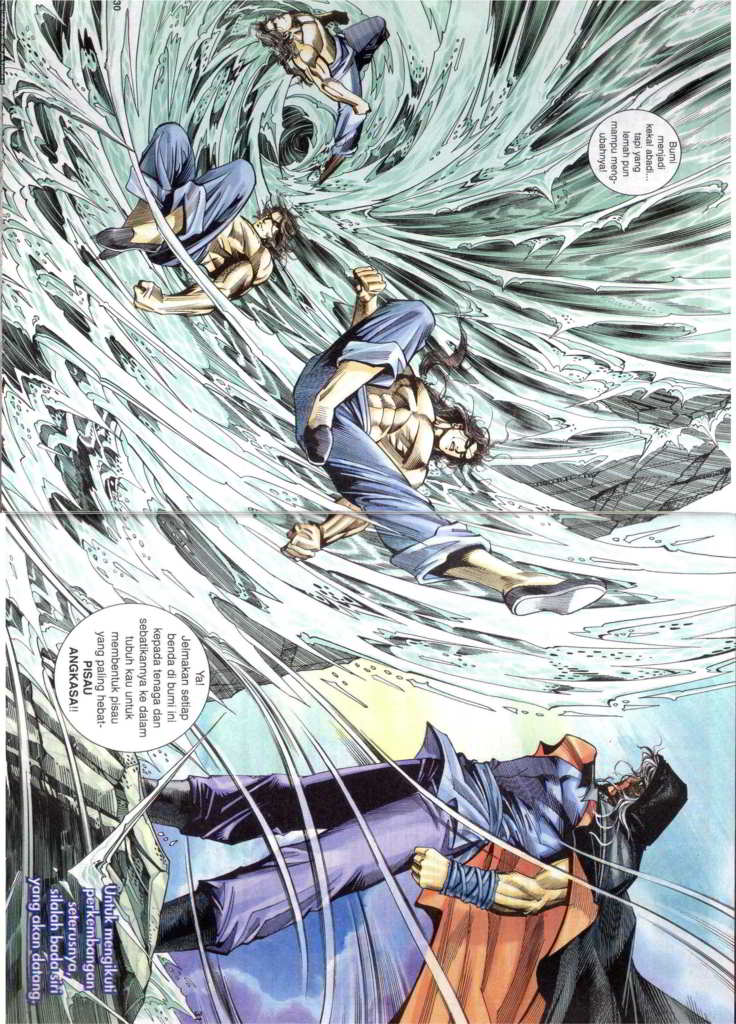 30
Bumi
menjadi
kekal abadi...
tapi yang
lemah pun
mampu meng-
ubahnya!
Ya!
Jelmakan setiap
benda di bumi ini
kepada tenaga dan
sebatikannya ke dalam
tubuh kau untuk
membentuk pisau
yang paling hebat-
PISAU
ANGKASA!!
Untuk mengikuti
perkembangan
seterusnya,
silalah baca siri
yang akan datang.
31